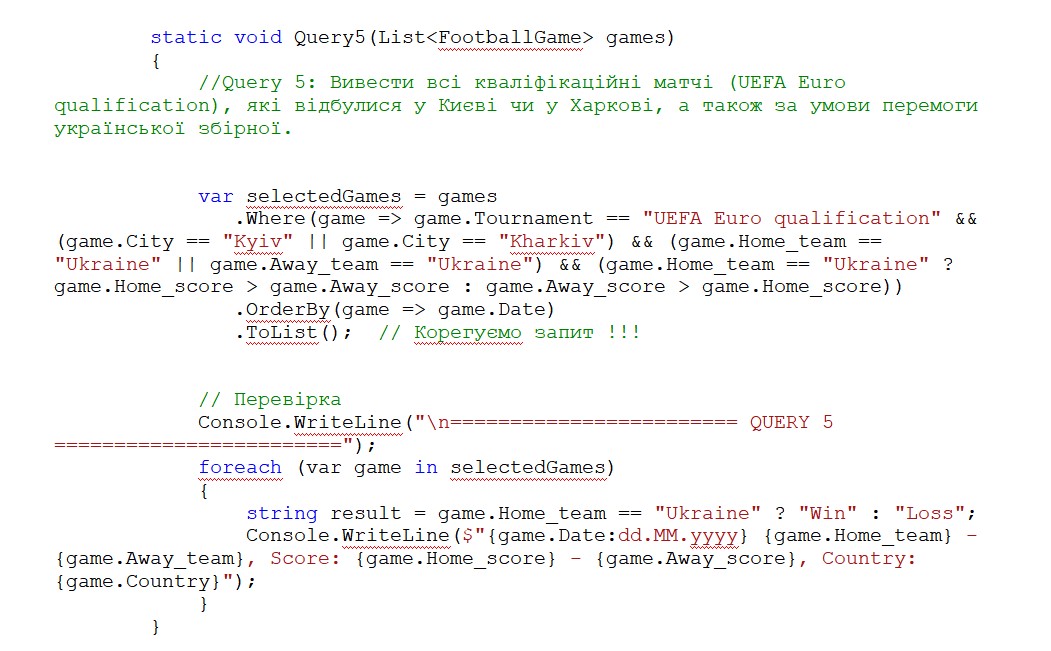 static void Query5(List<FootballGame> games)
{
//Query 5: Вивести всі кваліфікаційні матчі (UEFA Euro
qualification), які відбулися у Києві чи у Харкові, а також за умови перемоги
української збірної.
var selectedGames = games
.Where(game => game.Tournament == "UEFA Euro qualification" &&
(game.City == "Kyiv" || game.City == "Kharkiv") && (game.Home_team ==
"Ukraine" || game.Away_team == "Ukraine") && (game.Home_team == "Ukraine" ?
game.Home_score > game.Away_score : game.Away_score > game.Home_score))
.OrderBy(game => game.Date)
.ToList();  // Корегуємо запит !!!
// Перевірка
Console.WriteLine("\n======================== QUERY 5
========================");
foreach (var game in selectedGames)
{
string result = game.Home_team == "Ukraine" ? "Win" : "Loss";
Console.WriteLine($"{game.Date:dd.MM.yyyy} {game.Home_team} -
{game.Away_team}, Score: {game.Home_score} - {game.Away_score}, Country:
{game.Country}");
}
}